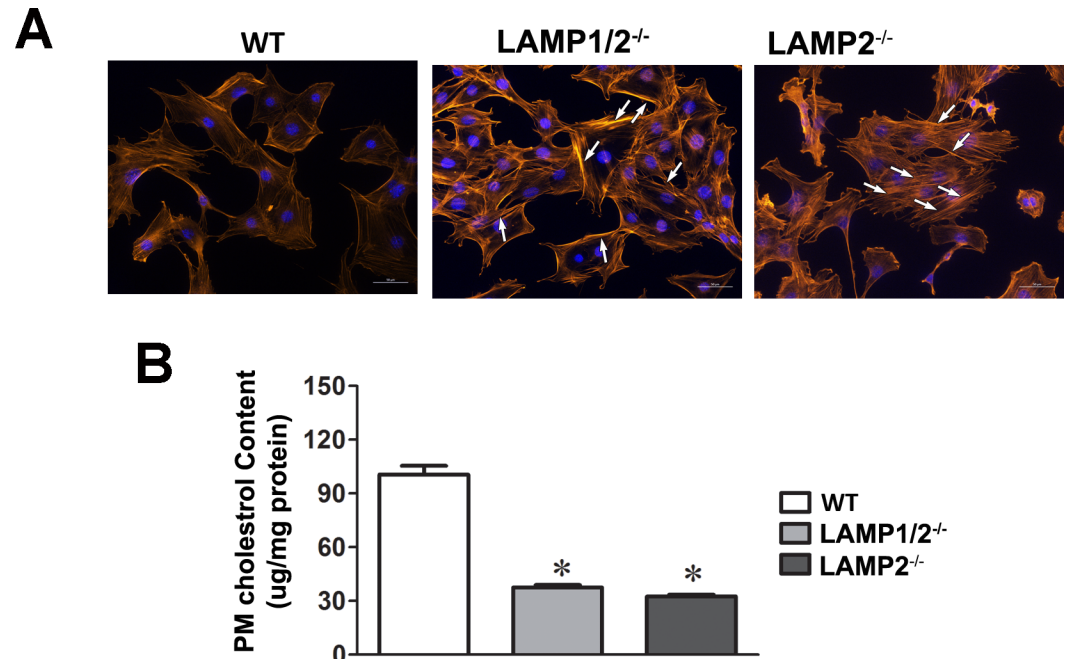 A
WT
LAMP1/2-/-
LAMP2-/-
B
PM cholestrol Content
(ug/mg protein)
150
120
90
60
30
0
*
*
WT
LAMP1/2-/-
LAMP2-/-